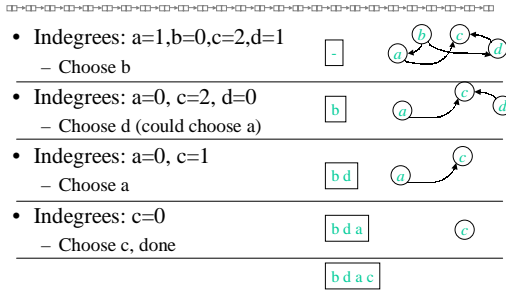 • Indegrees: a=1,b=0,c=2,d=1
– Choose b
-
a b c d
• Indegrees: a=0, c=2, d=0
– Choose d (could choose a)
b
a c d
• Indegrees: a=0, c=1
– Choose a
b d
a c
• Indegrees: c=0
– Choose c, done
b d a
c
b d a c